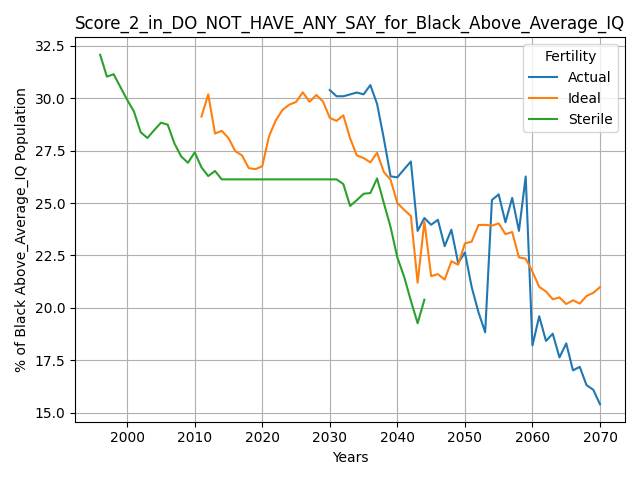 Score_2_in_DO_NOT_HAVE_ANY_SAY_for_Black_Above_Average_IQ
Fertility
Actual
Ideal
Sterile
% of Black Above_Average_IQ Population
32.5
30.0
27.5
25.0
22.5
20.0
17.5
15.0
2000 2010 2020 2030 2040 2050 2060 2070
Years